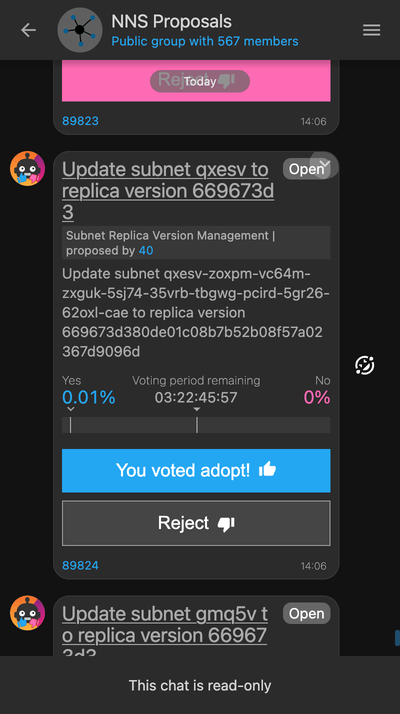 NNS Proposals
Public group with 567 members
Reject
Today
89823
14:06
Update subnet qxesv to
replica version 669673d
3
Open
Subnet Replica Version Management |
proposed by 40
Update subnet qxesv-zoxpm-vc64m-
zxguk-5sj74-35vrb-tbgwg-pcird-5gr26-
62oxl-cae to replica version
669673d380de01c08b7b52b08f57a02
367d9096d
Yes
Voting period remaining
No
0.01%
03:22:45:57
0%
You voted adopt!
Reject
89824
14:06
Update subnet gmq5v t
o replica version 66967
3d3
Open
This chat is read-only